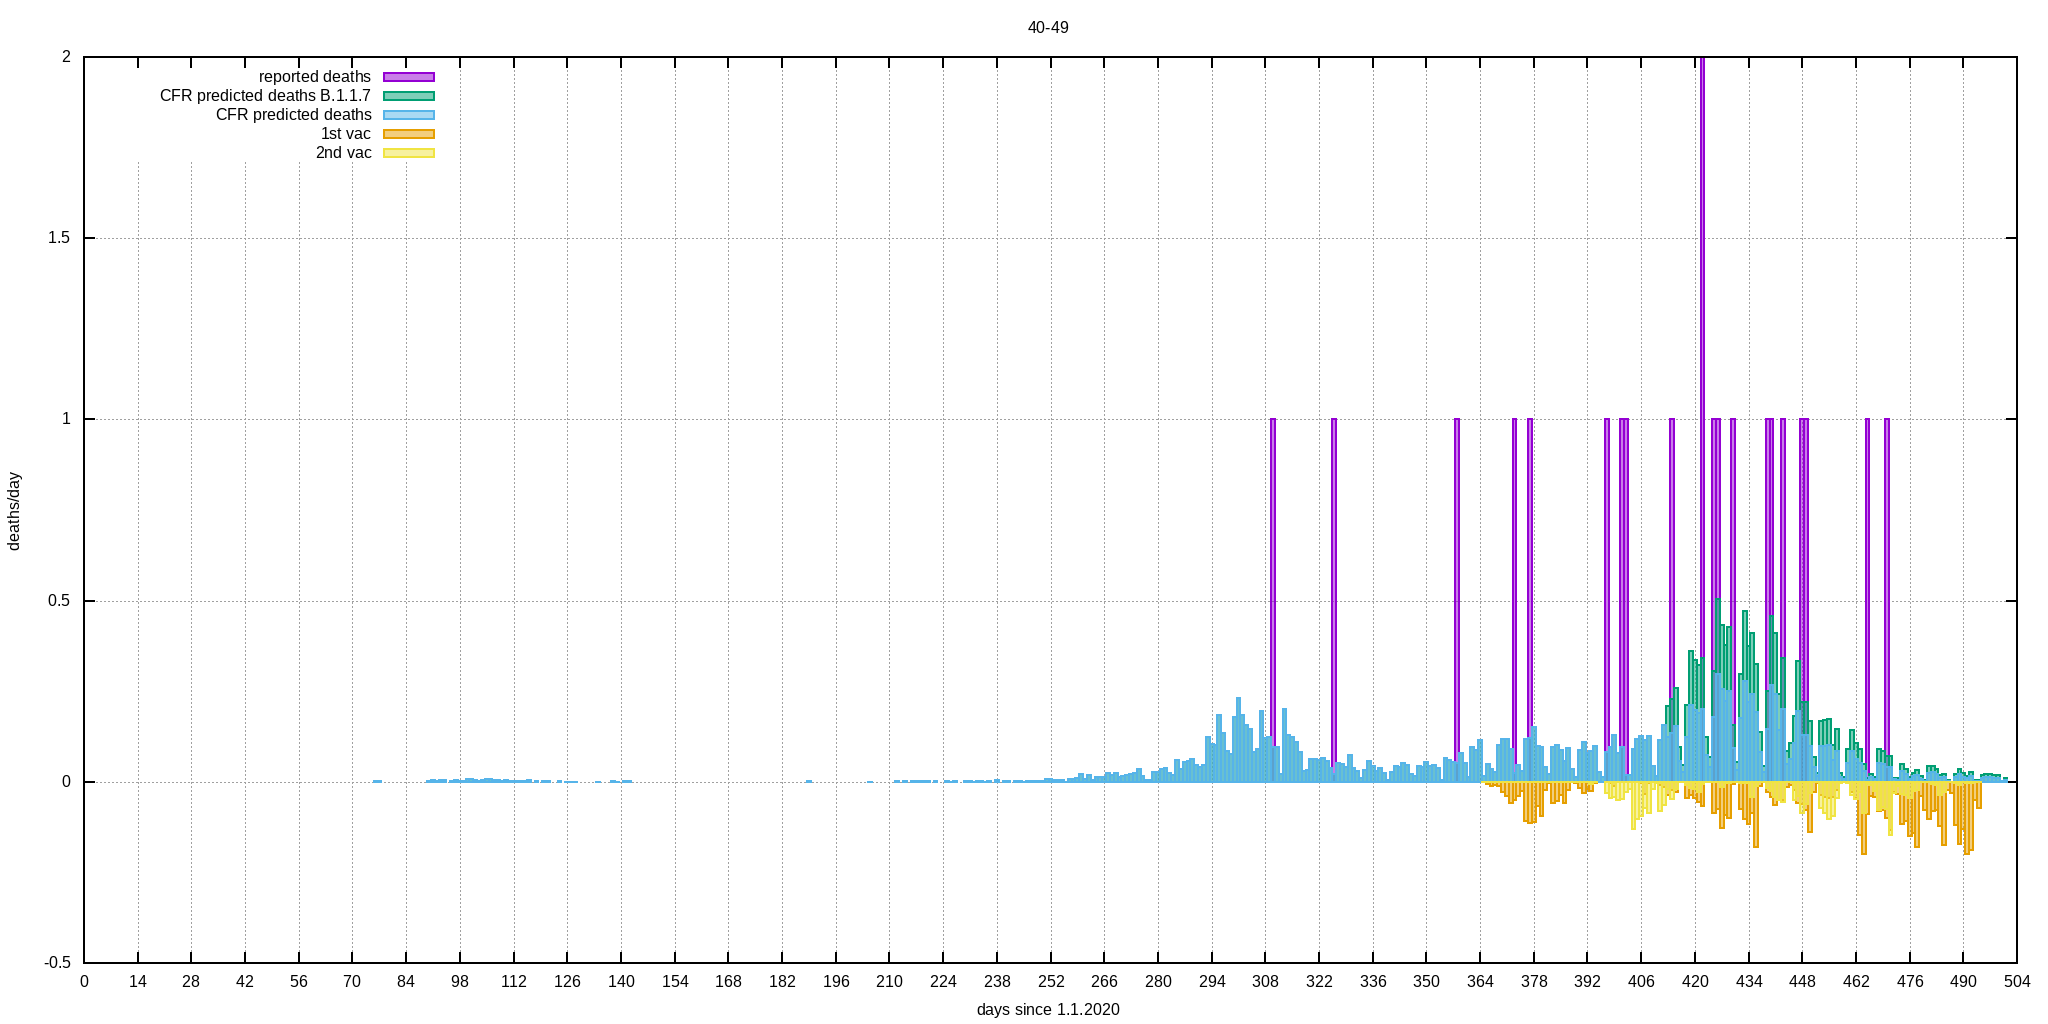 40-49
reported deaths
CFR predicted deaths B.1.1.7
CFR predicted deaths
1st vac
2nd vac
2
1.5
1
0.5
0
-0.5
deaths/day
0 14 28 42 56 70 84 98 112 126 140 154 168 182 196 210 224 238 252 266 280 294 308 322 336 350 364 378 392 406 420 434 448 462 476 490 504
days since 1.1.2020